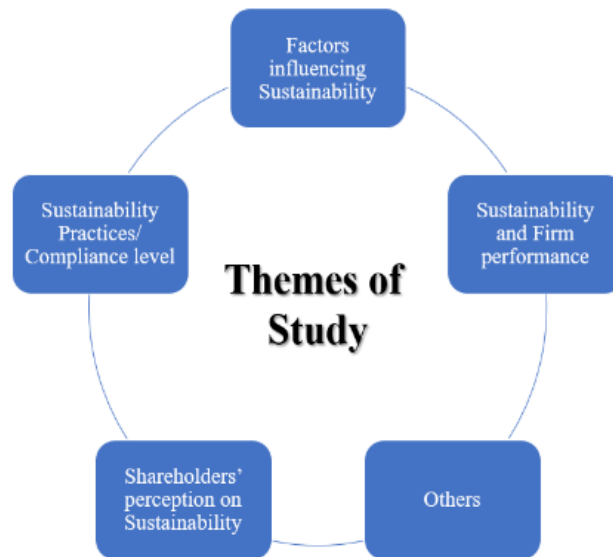 Factors
influencing
Sustainability
Sustainability
Practices/
Compliance level
Sustainability
and Firm
performance
Themes of
Study
Shareholders'
perception on
Sustainability
Others